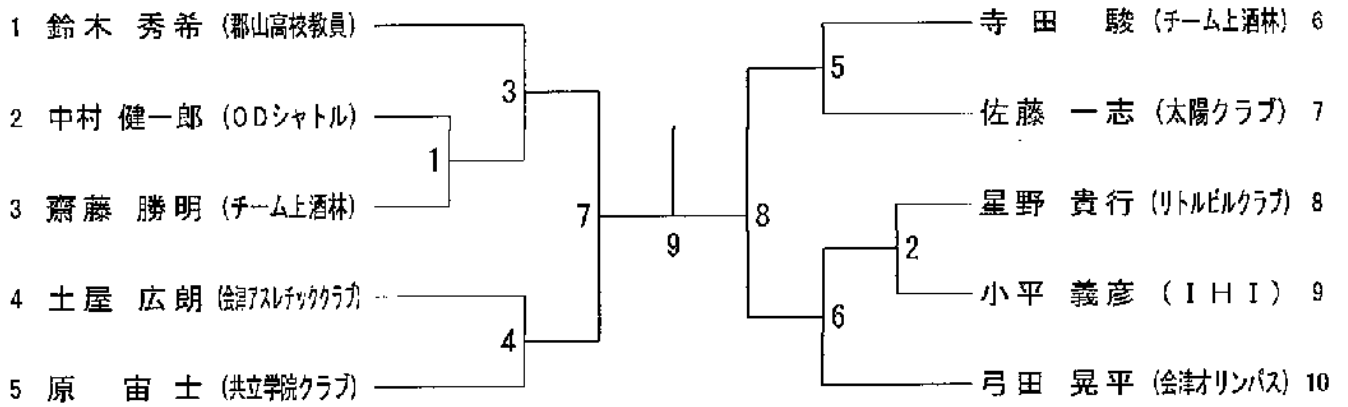 1 鈴木 秀希 (郡山高校教員)
2 中村 健一郎 (ODシャトル)
3 齋藤 勝明 (チーム上酒林)
4 土屋 広朗 (会津アスレチッククラブ)
5 原 宙士 (共立学院クラブ)
3
1
7
4
9
8
5
2
6
寺田 駿 (チーム上酒林) 6
佐藤 一志 (太陽クラブ) 7
星野 貴行 (リトルビルクラブ) 8
小平 義彦 (IHI) 9
弓田 晃平 (会津オリンパス) 10